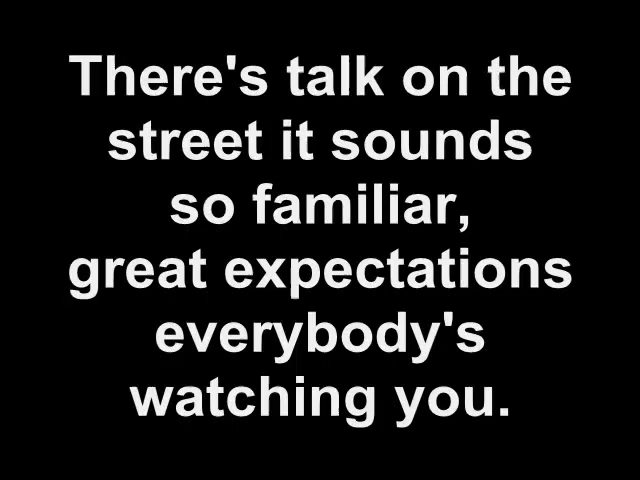 There's talk on the
street it sounds
so familiar,
great expectations
everybody's
watching you.